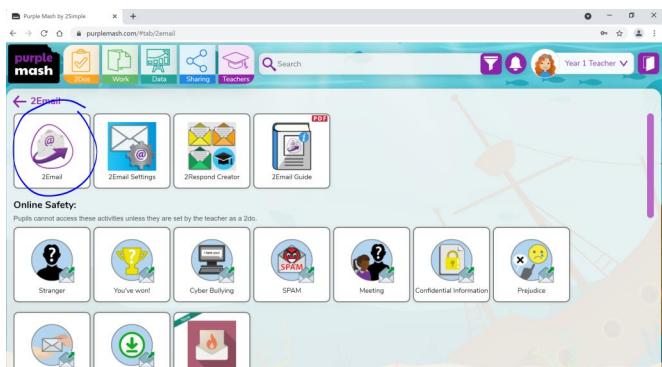 Purple Mash by 2Simple
purplemash.com/#tab/2email
purple
mash
2Dos
Work
Data
Sharing
Teachers
Search
Year 1 Teacher
2Email
@
2Email
@
2Email Settings
2Respond Creator
PDF
@
2Email Guide
Online Safety:
Pupils cannot access these activities unless they are set by the teacher as a 2do.
?
Stranger
You've won!
Cyber Bullying
SPAM
SPAM
?
Meeting
Confidential Information
Prejudice